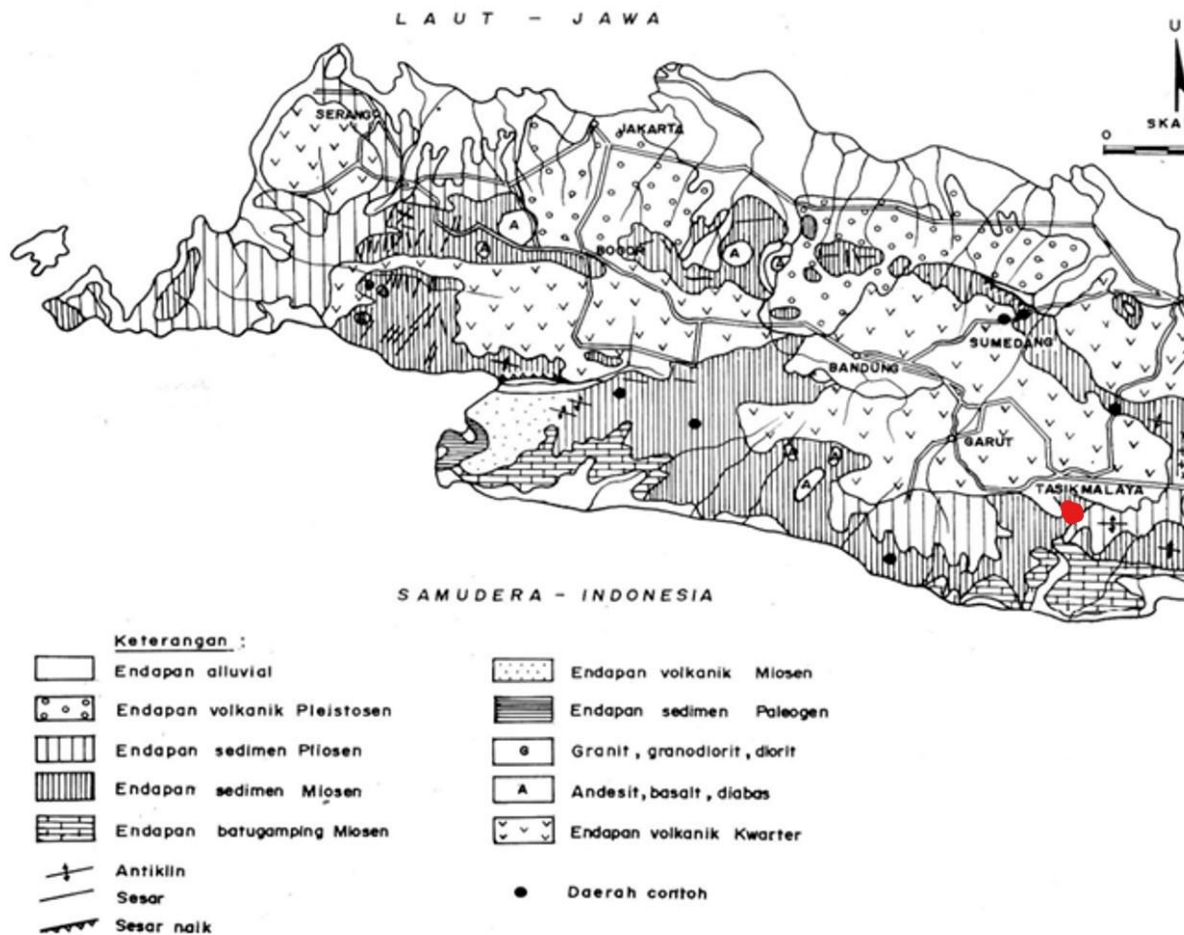 LAUT - JAWA
U
SKA
O
SERANG
JAKARTA
BOGOR
A
A
A
A
SUMEDANG
BANDUNG
GARUT
A
A
A
TASIKMALAYA
SAMUDERA - INDONESIA
Keterangan :
Endapan alluvial
Endapan volkanik Pleistosen
Endapan sedimen Pliosen
Endapan sedimen Miosen
Endapan batugamping Miosen
Antiklin
Sesar
Sesar naik
Endapan volkanik Miosen
Endapan sedimen Paleogen
G Granit, granodiorit, diorit
A Andesit, basalt, diabas
Endapan volkanik Kwarter
Daerah contoh